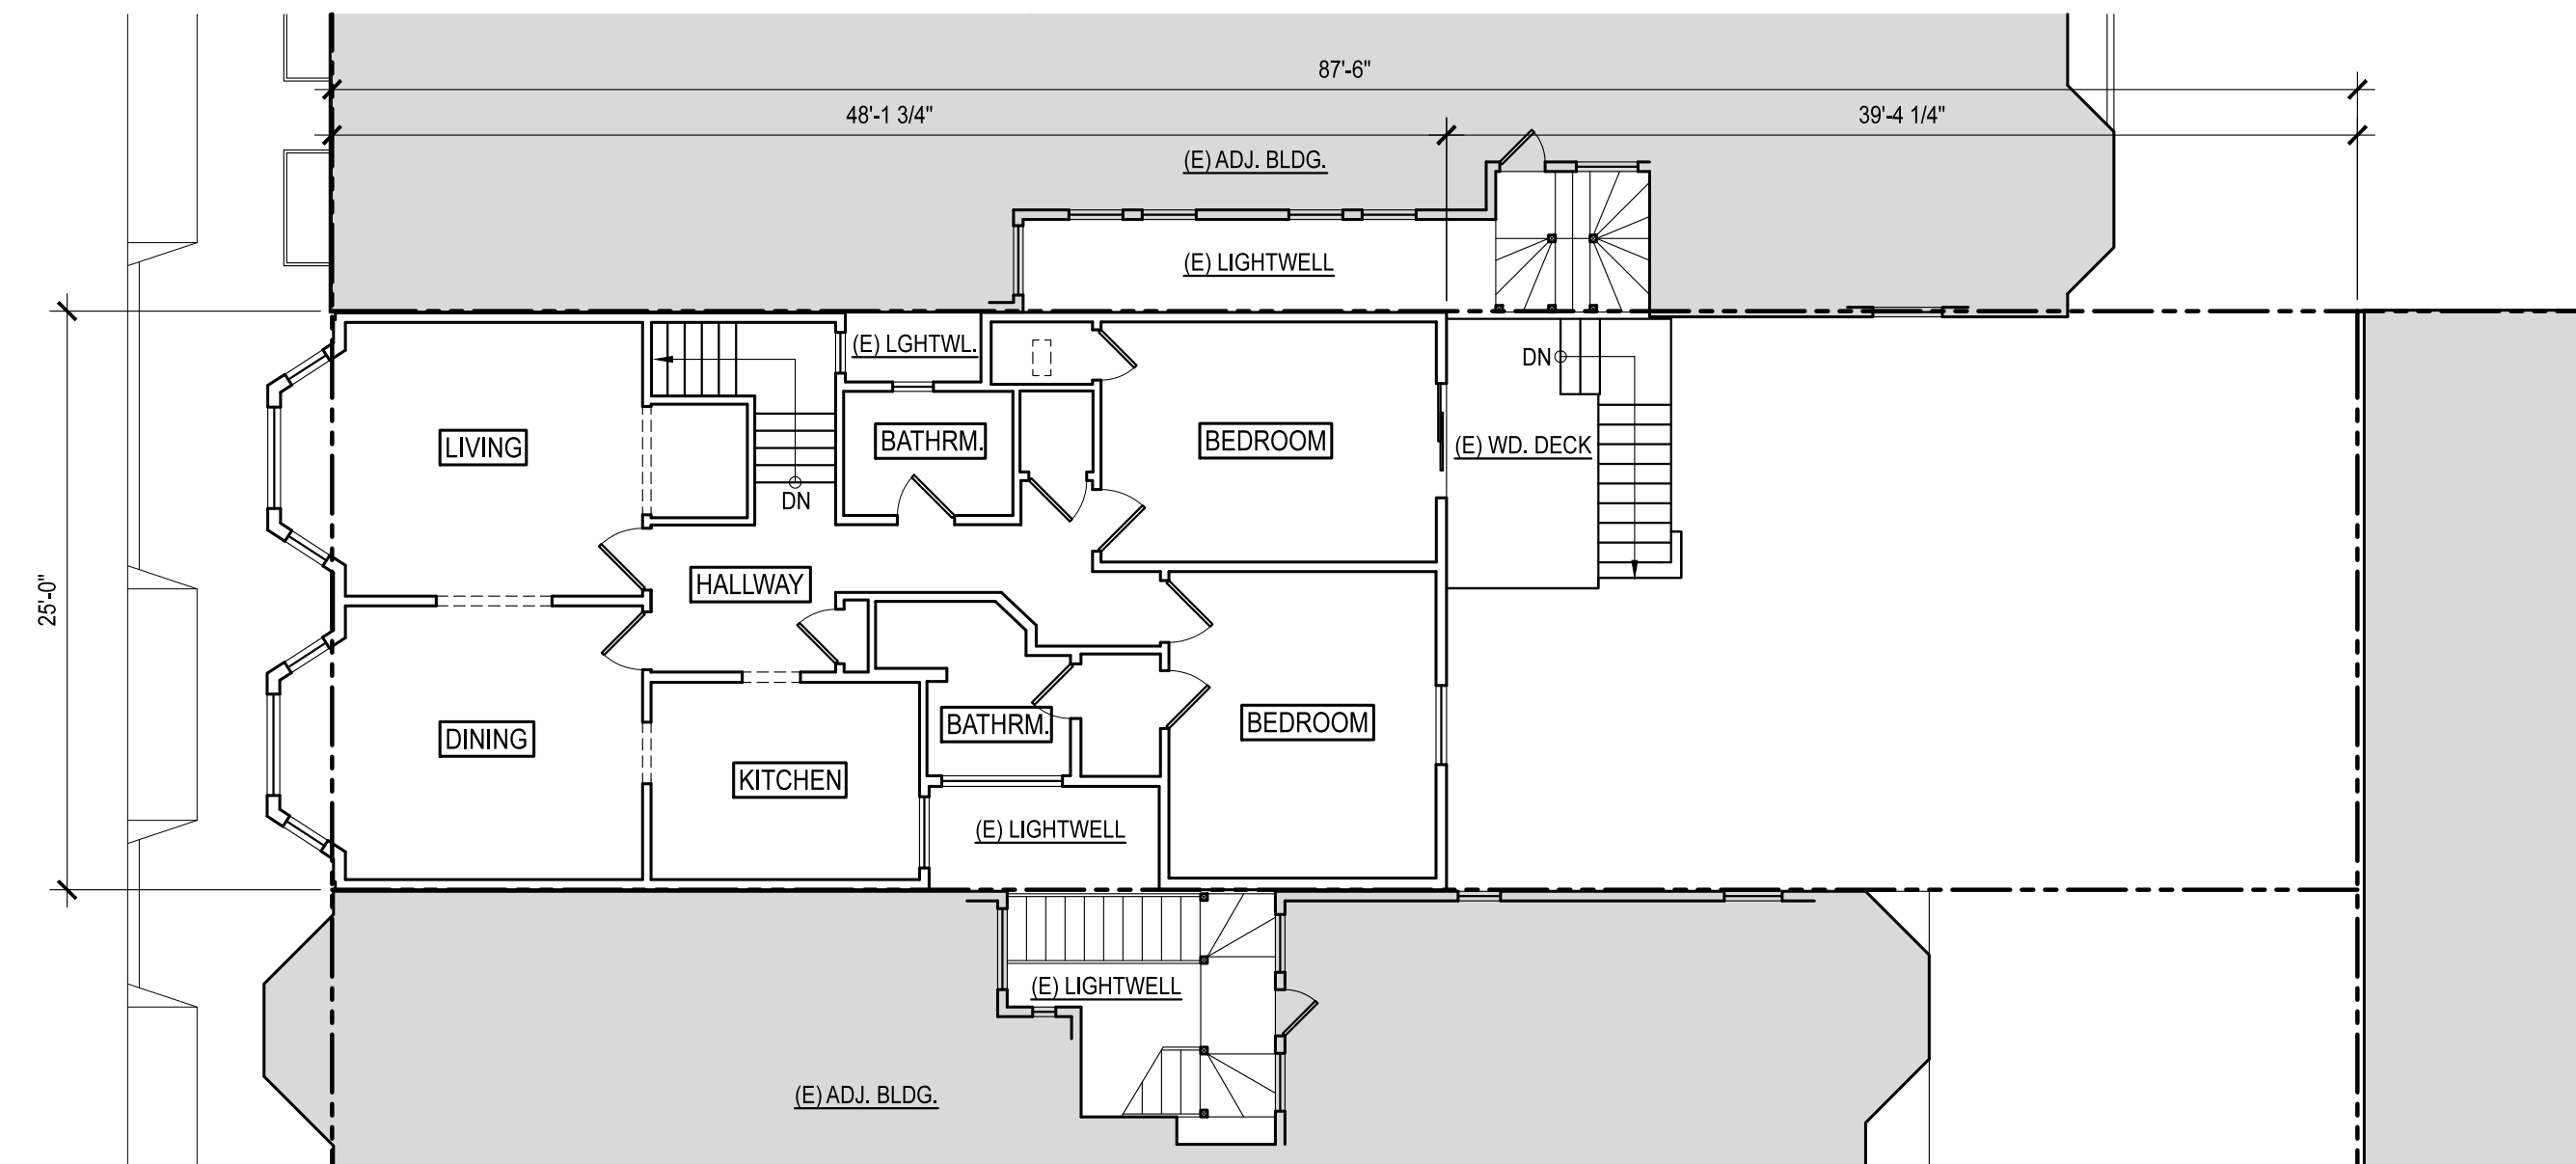 87'-6"
48'-1 3/4"
39'-4 1/4"
(E) ADJ. BLDG.
(E) LIGHTWELL
(E) LGHTWL.
DN
LIVING
BATHRM.
BEDROOM
(E) WD. DECK
DN
HALLWAY
25'-0"
DINING
BATHRM.
BEDROOM
KITCHEN
(E) LIGHTWELL
(E) LIGHTWELL
(E) ADJ. BLDG.